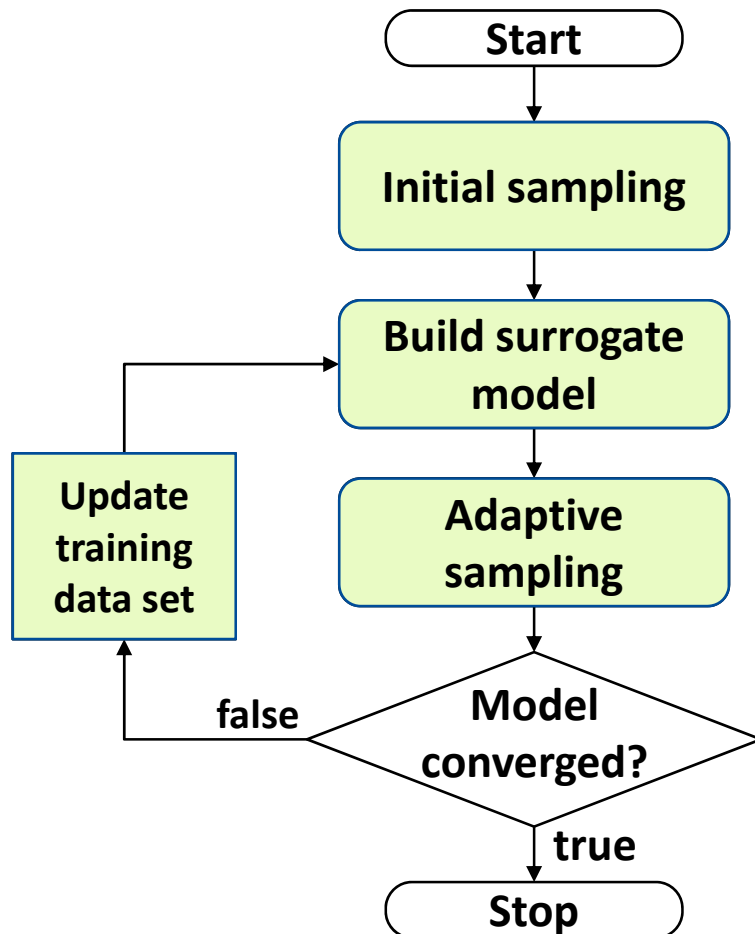 Start
Initial sampling
Build surrogate
model
Adaptive
sampling
Update
training
data set
Model
converged?
false
true
Stop